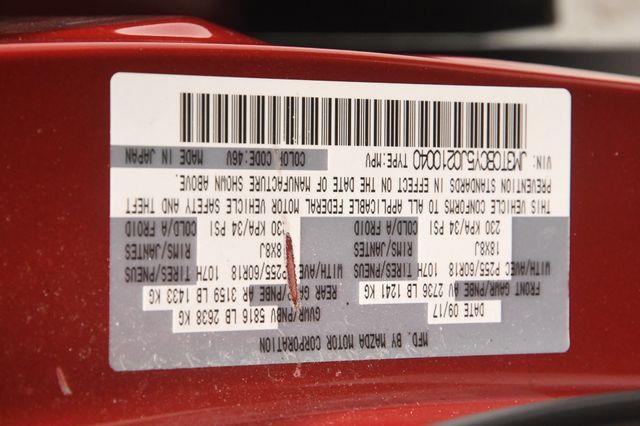 MFD. BY MAZDA MOTOR CORPORATION
DATE 09/17 GVWR/PNBV 5816 LB 2638 KG
FRONT GAWR/PNBE AV 2736 LB 1241 KG REAR PNBE AR 3159 LB 1433 KG
WITH/AVEC P255/60R18 107H TIRES/PNEUS WITH/AVEC P255/60R18 107H TIRES/PNEUS
18X8J RIMS/JANTES 18X8J RIMS/JANTES
230 KPA/34 PSI COLD/A FROID 230 KPA/34 PSI COLD/A FROID
THIS VEHICLE CONFORMS TO ALL APPLICABLE FEDERAL MOTOR VEHICLE SAFETY AND THEFT
PREVENTION STANDARDS IN EFFECT ON THE DATE OF MANUFACTURE SHOWN ABOVE.
VIN: JM3TCBCY5J0210040 TYPE:MPV COLOR CODE:46V MADE IN JAPAN